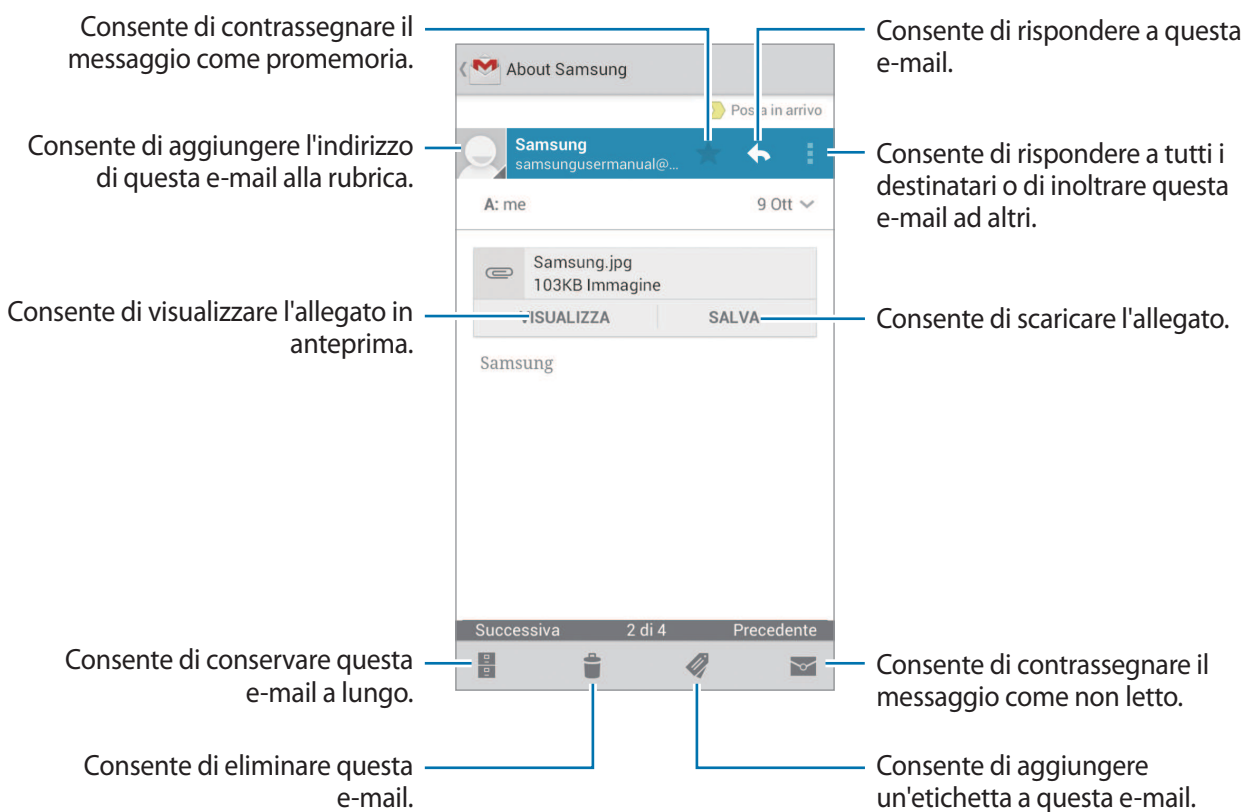 Consente di contrassegnare il
messaggio come promemoria.
Consente di rispondere a questa
e-mail.
About Samsung
Posta in arrivo
Consente di aggiungere l'indirizzo
di questa e-mail alla rubrica.
Samsung
samsungusermanual@...
Consente di rispondere a tutti i
destinatari o di inoltrare questa
e-mail ad altri.
A: me
9 Ott
Samsung.jpg
103KB Immagine
Consente di visualizzare l'allegato in
anteprima.
VISUALIZZA
SALVA
Consente di scaricare l'allegato.
Samsung
Successiva
2 di 4
Precedente
Consente di conservare questa
e-mail a lungo.
Consente di contrassegnare il
messaggio come non letto.
Consente di eliminare questa
e-mail.
Consente di aggiungere
un'etichetta a questa e-mail.